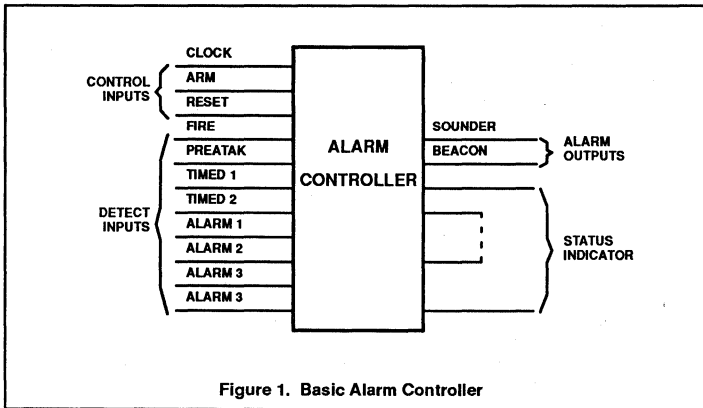 CLOCK
CONTROL INPUTS
ARM
RESET
FIRE
PREATAK
TIMED 1
TIMED 2
DETECT INPUTS
ALARM 1
ALARM 2
ALARM 3
ALARM 3
ALARM CONTROLLER
SOUNDER
BEACON
ALARM OUTPUTS
STATUS INDICATOR
Figure 1. Basic Alarm Controller